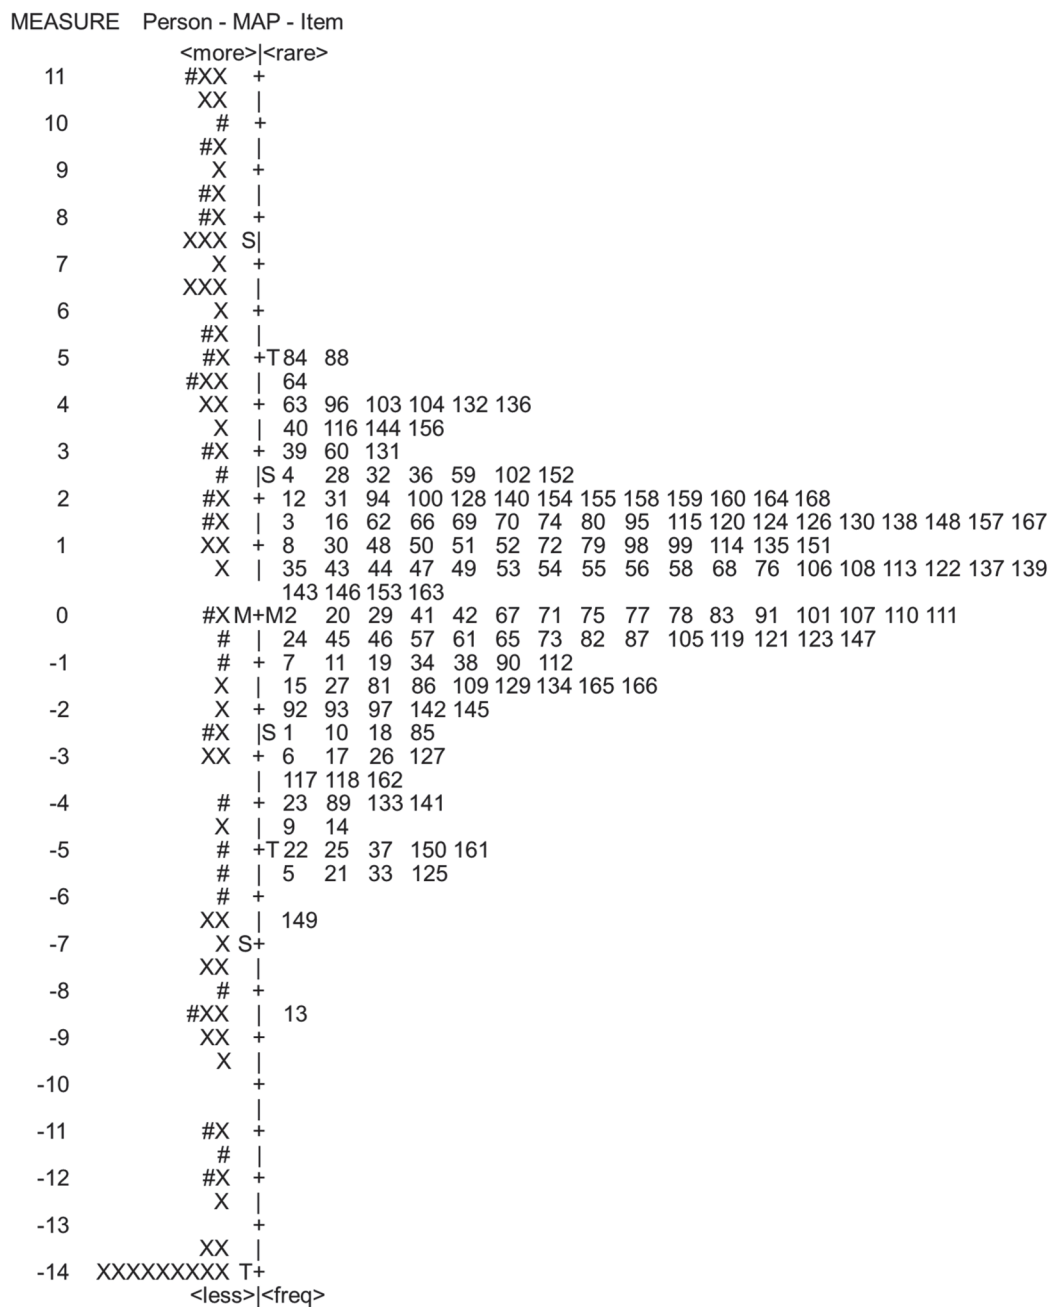 MEASURE Person - MAP - Item
<more>|<rare>
11 #XX +
XX |
10 # +
#X |
9 X +
#X |
8 #X +
XXX S|
7 X +
XXX |
6 X +
#X |
5 #X +T 84 88
#XX | 64
4 XX + 63 96 103 104 132 136
X | 40 116 144 156
3 #X + 39 60 131
# |S 4 28 32 36 59 102 152
2 #X + 12 31 94 100 128 140 154 155 158 159 160 164 168
#X | 3 16 62 66 69 70 74 80 95 115 120 124 126 130 138 148 157 167
1 XX + 8 30 48 50 51 52 72 79 98 99 114 135 151
X | 35 43 44 47 49 53 54 55 56 58 68 76 106 108 113 122 137 139
143 146 153 163
0 #X M+M 2 20 29 41 42 67 71 75 77 78 83 91 101 107 110 111
# | 24 45 46 57 61 65 73 82 87 105 119 121 123 147
-1 # + 7 11 19 34 38 90 112
X | 15 27 81 86 109 129 134 165 166
-2 X + 92 93 97 142 145
#X |S 1 10 18 85
-3 XX + 6 17 26 127
| 117 118 162
-4 # + 23 89 133 141
X | 9 14
-5 # +T 22 25 37 150 161
# | 5 21 33 125
-6 # +
XX | 149
-7 X S+
XX |
-8 # +
#XX | 13
-9 XX +
X |
-10 +
|
-11 #X +
# |
-12 #X +
X |
-13 +
XX |
-14 XXXXXXXXX T+
<less>|<freq>